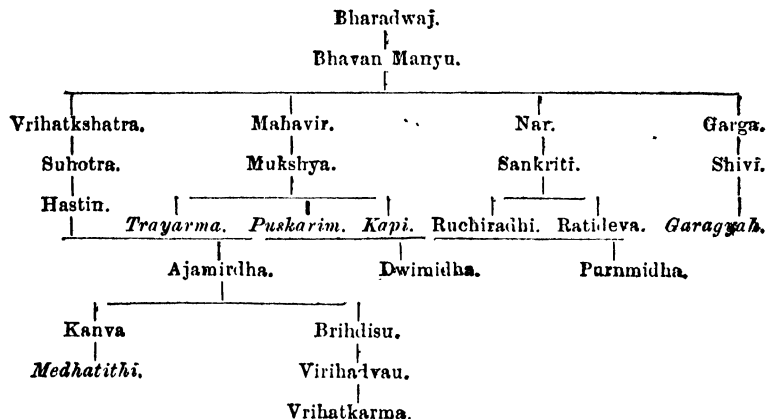 Bharadwaj.
Bhavan Manyu.
Vrihatkshatra. Mahavir. Nar. Garga.
Suhotra. Mukshya. Sankriti. Shivi.
Hastin.
Trayarma. Puskarim. Kapi. Ruchiradhi. Ratideva. Garagyah.
Ajamirdha. Dwimidha. Purnmidha.
Kanva Brihdisu.
Medhatithi. Virihadvau.
Vrihatkarma.